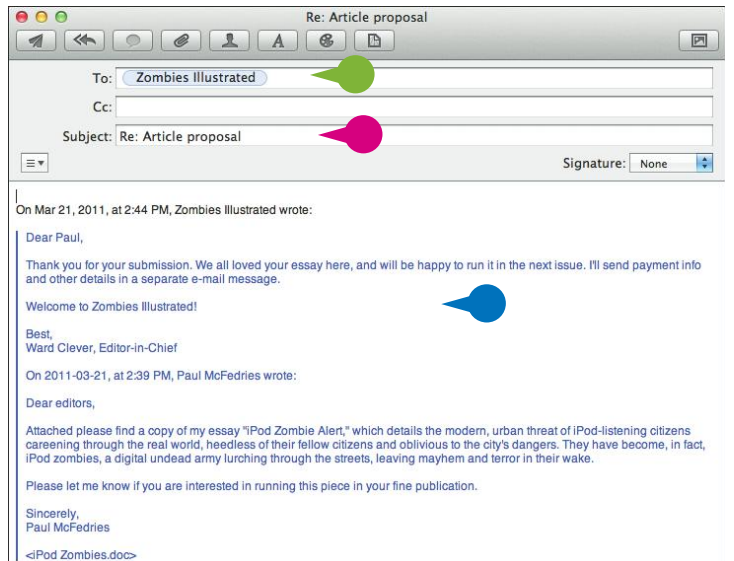 Re: Article proposal
To: Zombies Illustrated
Cc:
Subject: Re: Article proposal
Signature: None
On Mar 21, 2011, at 2:44 PM, Zombies Illustrated wrote:
Dear Paul,
Thank you for your submission. We all loved your essay here, and will be happy to run it in the next issue. I'll send payment info
and other details in a separate e-mail message.
Welcome to Zombies Illustrated!
Best,
Ward Clever, Editor-in-Chief
On 2011-03-21, at 2:39 PM, Paul McFedries wrote:
Dear editors,
Attached please find a copy of my essay "iPod Zombie Alert," which details the modern, urban threat of iPod-listening citizens
careening through the real world, heedless of their fellow citizens and oblivious to the city's dangers. They have become, in fact,
iPod zombies, a digital undead army lurching through the streets, leaving mayhem and terror in their wake.
Please let me know if you are interested in running this piece in your fine publication.
Sincerely,
Paul McFedries
<iPod Zombies.doc>